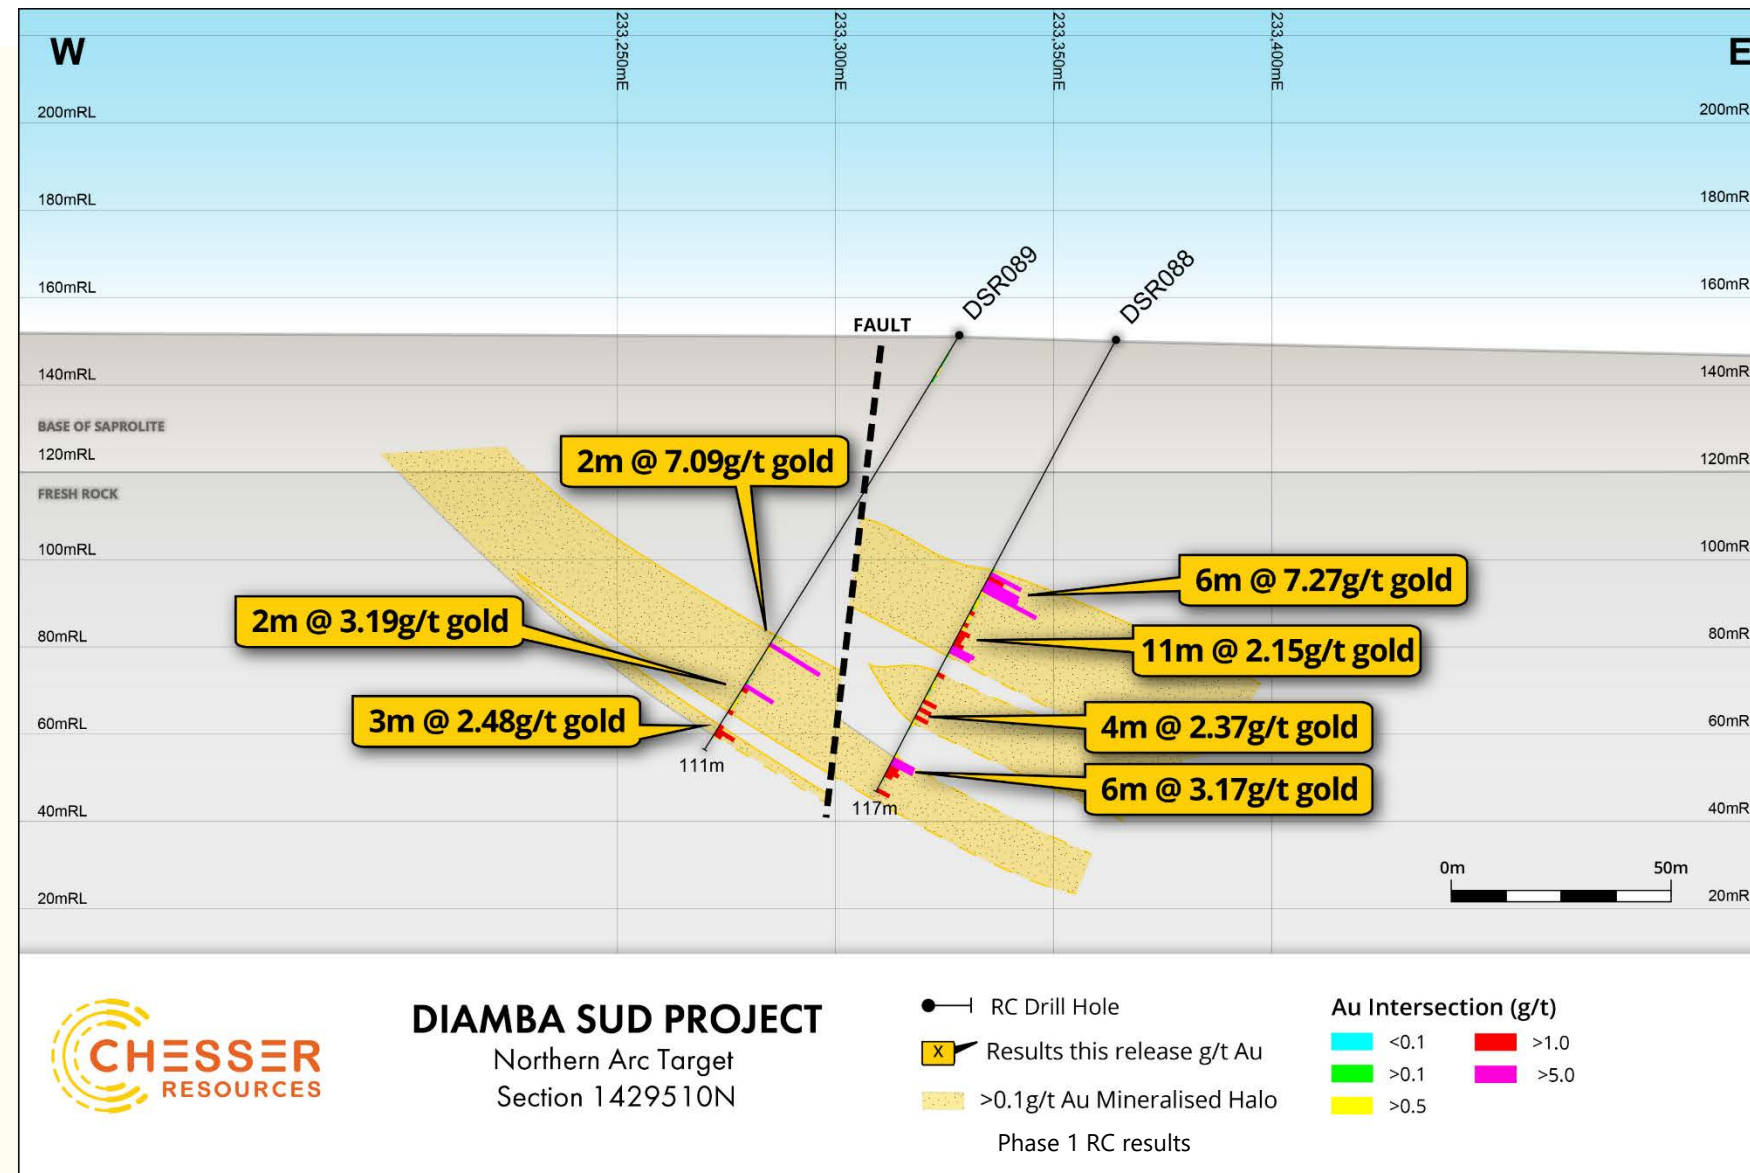 W
E
233,250mE
233,300mE
233,350mE
233,400mE
200mRL
200mR
180mRL
180mR
160mRL
160mR
DSR089
DSR088
FAULT
140mRL
140mR
BASE OF SAPROLITE
120mRL
120mR
FRESH ROCK
2m @ 7.09g/t gold
100mRL
100mR
6m @ 7.27g/t gold
2m @ 3.19g/t gold
80mRL
80mR
11m @ 2.15g/t gold
3m @ 2.48g/t gold
4m @ 2.37g/t gold
60mRL
60mR
111m
6m @ 3.17g/t gold
117m
40mRL
40mR
0m
50m
20mRL
20mR
CHESSER
RESOURCES
DIAMBA SUD PROJECT
Northern Arc Target
Section 1429510N
RC Drill Hole
X
Results this release g/t Au
>0.1g/t Au Mineralised Halo
Phase 1 RC results
Au Intersection (g/t)
<0.1
>1.0
>0.1
>5.0
>0.5